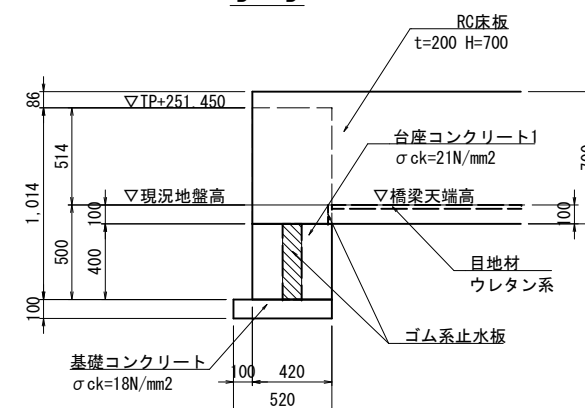 RC床板
t=200 H=700
86
▽TP+251.450
514
台座コンクリート1
σck=21N/mm2
1,014
▽現況地盤高
▽橋梁天端高
100
100
500
400
目地材
ウレタン系
100
ゴム系止水板
基礎コンクリート
σck=18N/mm2
100
420
520